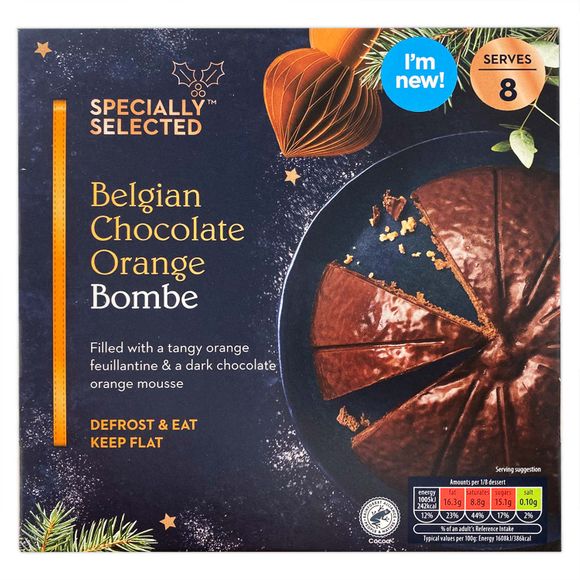 I'm
new!
SERVES
8
SPECIALLY™
SELECTED
Belgian
Chocolate
Orange
Bombe
Filled with a tangy orange
feuillantine & a dark chocolate
orange mousse
DEFROST & EAT
KEEP FLAT
Serving suggestion
Amounts per 1/8 dessert
energy 1005kJ 242kcal 12%
fat 16.3g 23%
saturates 8.8g 44%
sugars 15.1g 17%
salt 0.10g 2%
% of an adult's Reference Intake
Typical values per 100g: Energy 1608kJ/386kcal
COCOA